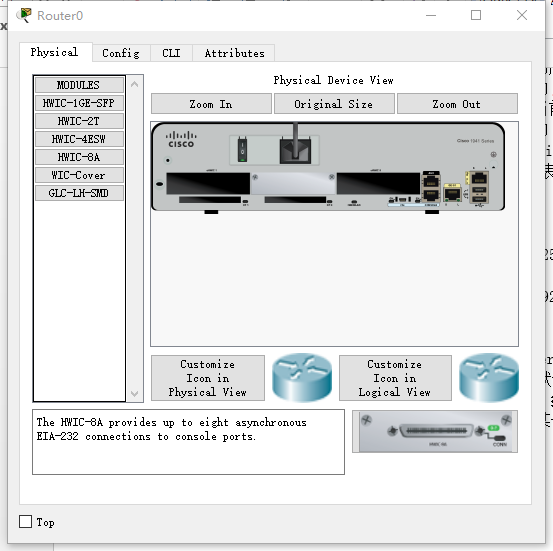 Router0
Physical Config CLI Attributes
MODULES
HWIC-1GE-SFP
HWIC-2T
HWIC-4ESW
HWIC-8A
WIC-Cover
GLC-LH-SMD
Physical Device View
Zoom In Original Size Zoom Out
CISCO
Cisco 1941 Series
Customize
Icon in
Physical View
Customize
Icon in
Logical View
The HWIC-8A provides up to eight asynchronous
EIA-232 connections to console ports.
HWIC 8A
CONN
Top